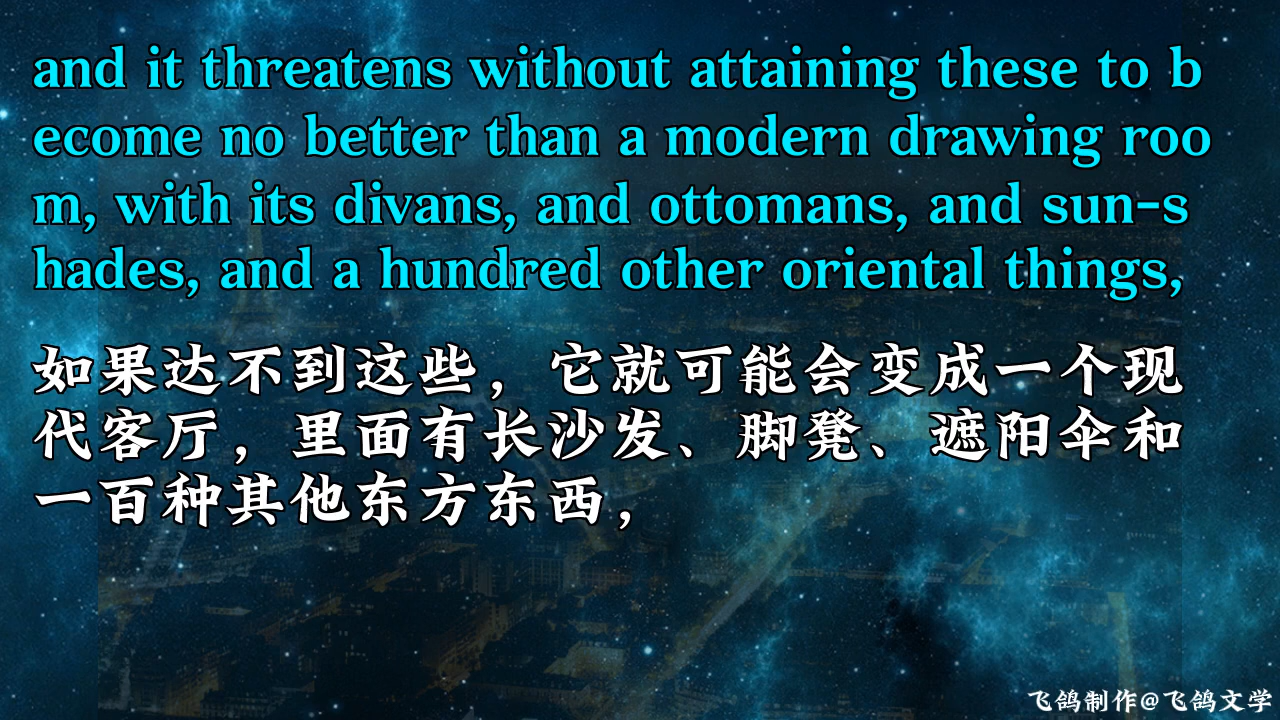 and it threatens without attaining these to b
ecome no better than a modern drawing roo
m, with its divans, and ottomans, and sun-s
hades, and a hundred other oriental things,
如果达不到这些，它就可能会变成一个现
代客厅，里面有长沙发、脚凳、遮阳伞和
一百种其他东方东西，
飞鸽制作@飞鸽文学